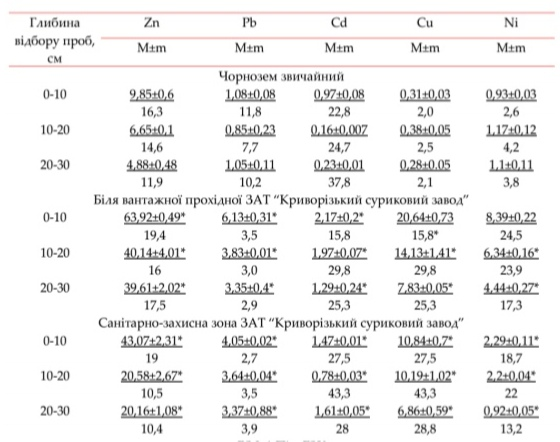 Глибина відбору проб, см Zn Pb Cd Cu Ni
M±m M±m M±m M±m M±m
Чорнозем звичайний
0-10 9,85±0,6 1,08±0,08 0,97±0,08 0,31±0,03 0,93±0,03
16,3 11,8 22,8 2,0 2,6
10-20 6,65±0,1 0,85±0,23 0,16±0,007 0,38±0,05 1,17±0,12
14,6 7,7 24,7 2,5 4,2
20-30 4,88±0,48 1,05±0,11 0,23±0,01 0,28±0,05 1,1±0,11
11,9 10,2 37,8 2,1 3,8
Біля вантажної прохідної ЗАТ "Криворізький суриковий завод"
0-10 63,92±0,49* 6,13±0,31* 2,17±0,2* 20,64±0,73 8,39±0,22
19,4 3,5 15,8 15,8* 24,5
10-20 40,14±4,01* 3,83±0,01* 1,97±0,07* 14,13±1,41* 6,34±0,16*
16 3,0 29,8 29,8 23,9
20-30 39,61±2,02* 3,35±0,4* 1,29±0,24* 7,83±0,05* 4,44±0,27*
17,5 2,9 25,3 25,3 17,3
Санітарно-захисна зона ЗАТ "Криворізький суриковий завод"
0-10 43,07±2,31* 4,05±0,02* 1,47±0,01* 10,84±0,7* 2,29±0,11*
19 2,7 27,5 27,5 18,7
10-20 20,58±2,67* 3,64±0,04* 0,78±0,03* 10,19±1,02* 2,2±0,04*
10,5 3,5 43,3 43,3 22
20-30 20,16±1,08* 3,37±0,88* 1,61±0,05* 6,86±0,59* 0,92±0,05*
10,4 3,9 28 28,8 13,2